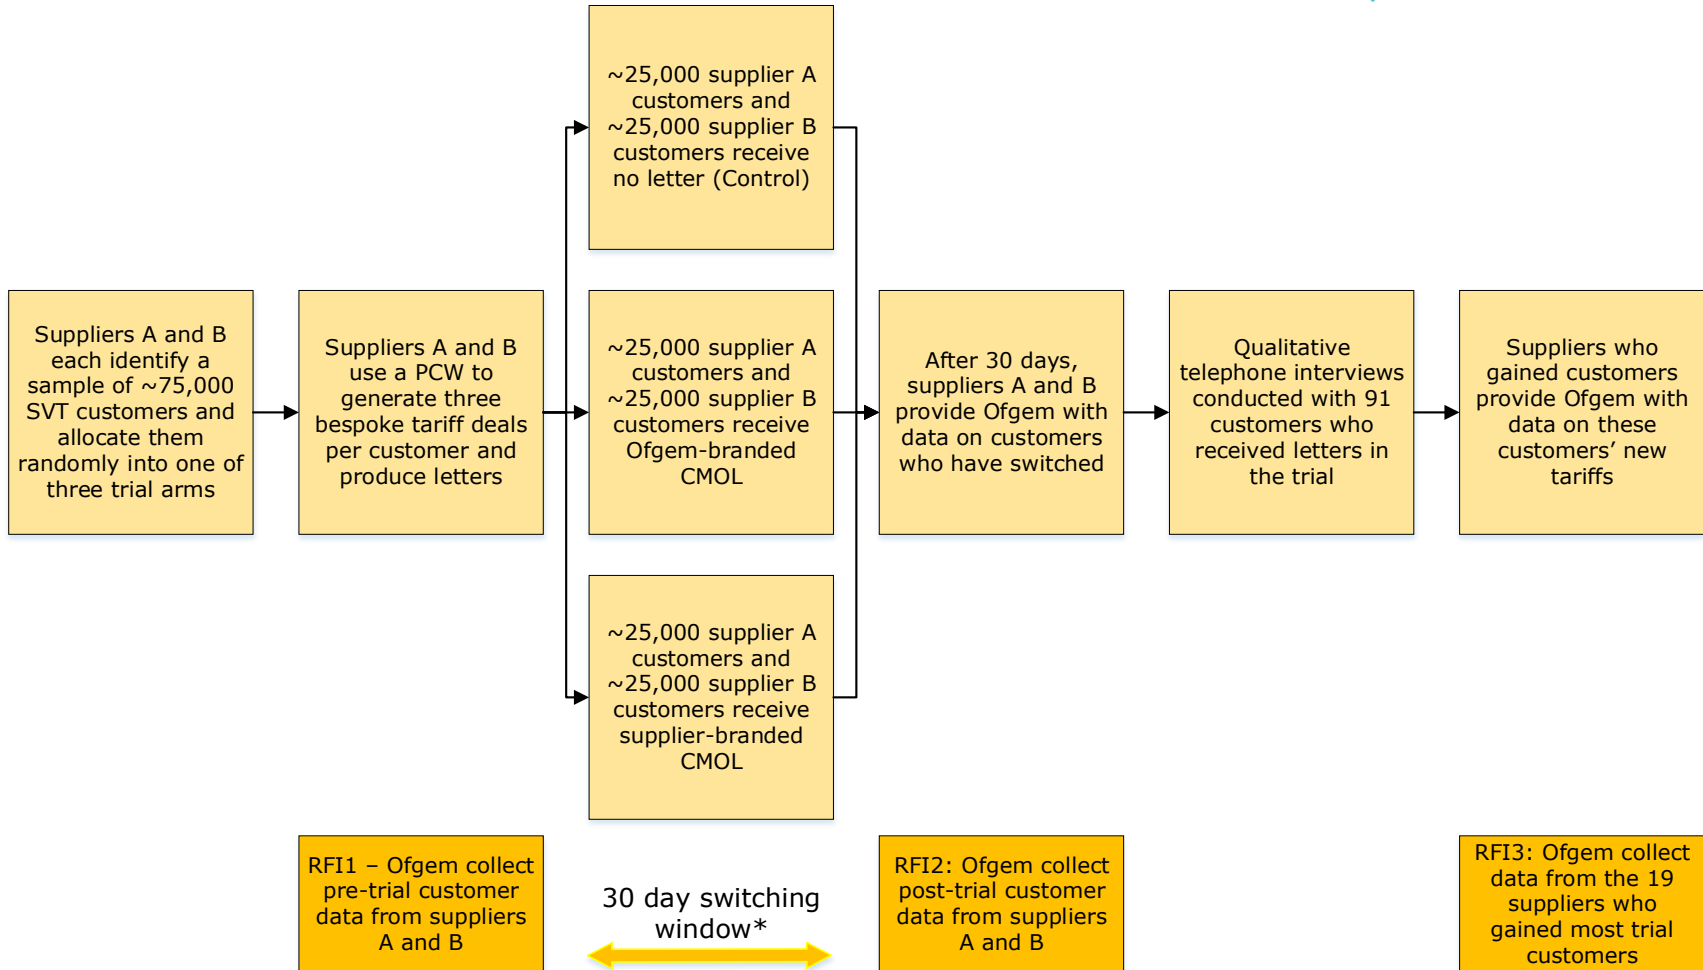 ~25,000 supplier A
customers and
~25,000 supplier B
customers receive
no letter (Control)
Suppliers A and B
each identify a
sample of ~75,000
SVT customers and
allocate them
randomly into one of
three trial arms
Suppliers A and B
use a PCW to
generate three
bespoke tariff deals
per customer and
produce letters
~25,000 supplier A
customers and
~25,000 supplier B
customers receive
Ofgem-branded
CMOL
After 30 days,
suppliers A and B
provide Ofgem with
data on customers
who have switched
Qualitative
telephone interviews
conducted with 91
customers who
received letters in
the trial
Suppliers who
gained customers
provide Ofgem with
data on these
customers’ new
tariffs
~25,000 supplier A
customers and
~25,000 supplier B
customers receive
supplier-branded
CMOL
RFI1 – Ofgem collect
pre-trial customer
data from suppliers
A and B
30 day switching
window*
RFI2: Ofgem collect
post-trial customer
data from suppliers
A and B
RFI3: Ofgem collect
data from the 19
suppliers who
gained most trial
customers